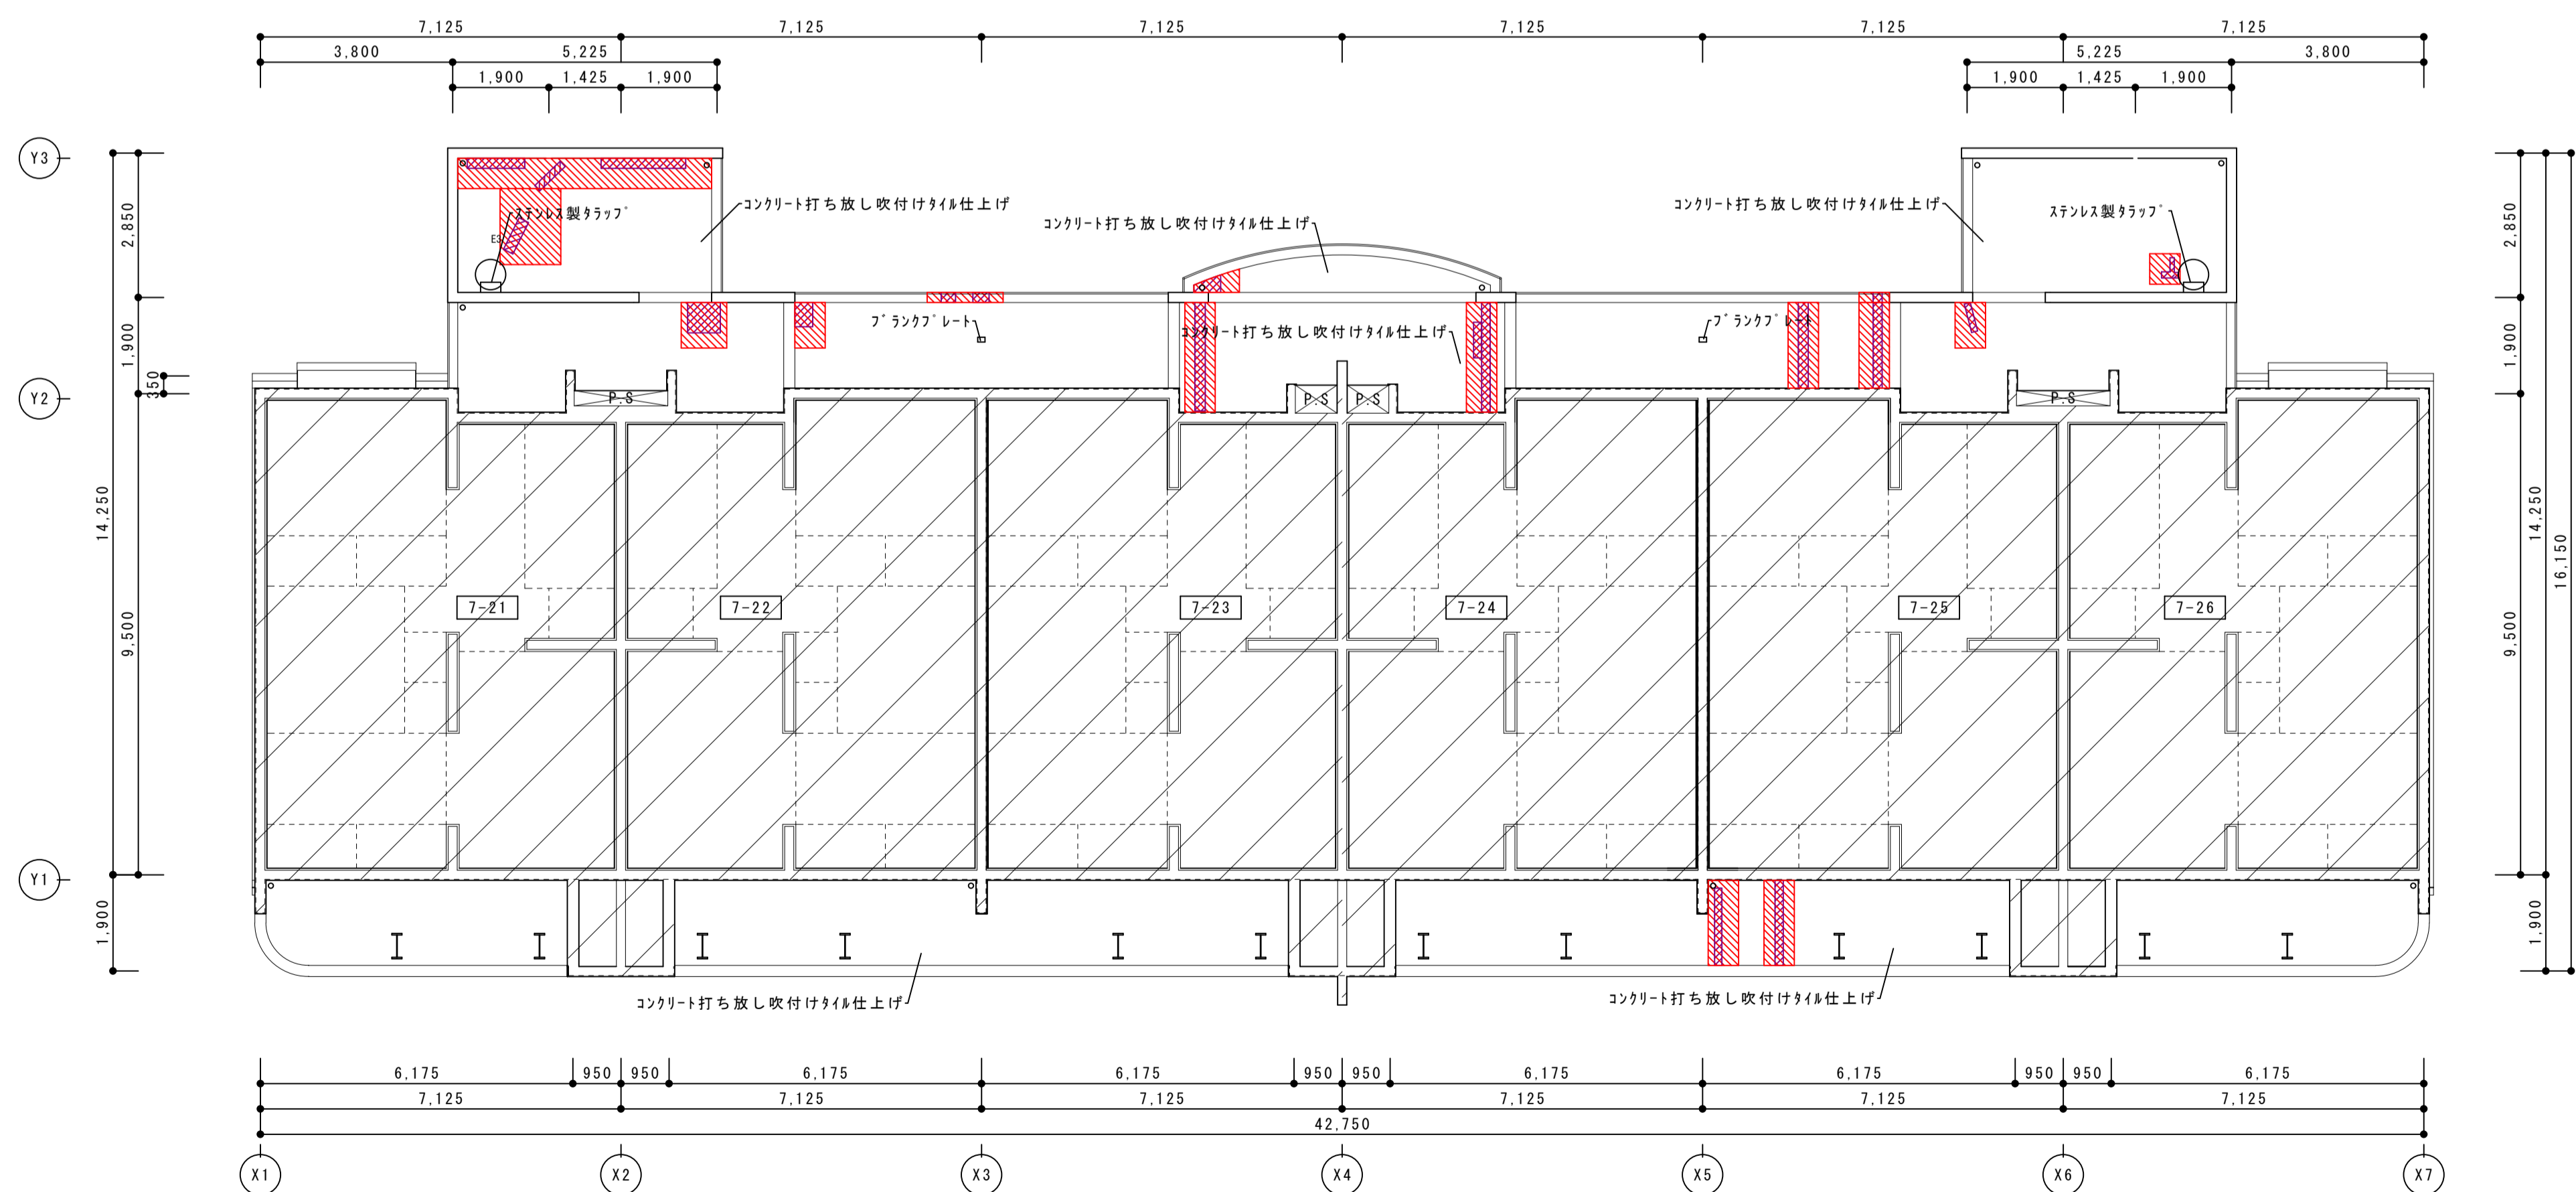 7,125 7,125 7,125 7,125 7,125 7,125
3,800 5,225 5,225 3,800
1,900 1,425 1,900 1,900 1,425 1,900
Y3
コンクリート打ち放し吹付けタイル仕上げ
コンクリート打ち放し吹付けタイル仕上げ
コンクリート打ち放し吹付けタイル仕上げ
ステンレス製タラップ
ステンレス製タラップ
E3
2,850
2,850
ブランクプレート
コンクリート打ち放し吹付けタイル仕上げ
ブランクプレート
1,900
1,900
350
Y2
P.S P.S P.S P.S
14,250
14,250
16,150
9,500
9,500
7-21 7-22 7-23 7-24 7-25 7-26
Y1
1,900
1,900
コンクリート打ち放し吹付けタイル仕上げ
コンクリート打ち放し吹付けタイル仕上げ
6,175 950 950 6,175 6,175 950 950 6,175 6,175 950 950 6,175
7,125 7,125 7,125 7,125 7,125 7,125
42,750
X1 X2 X3 X4 X5 X6 X7